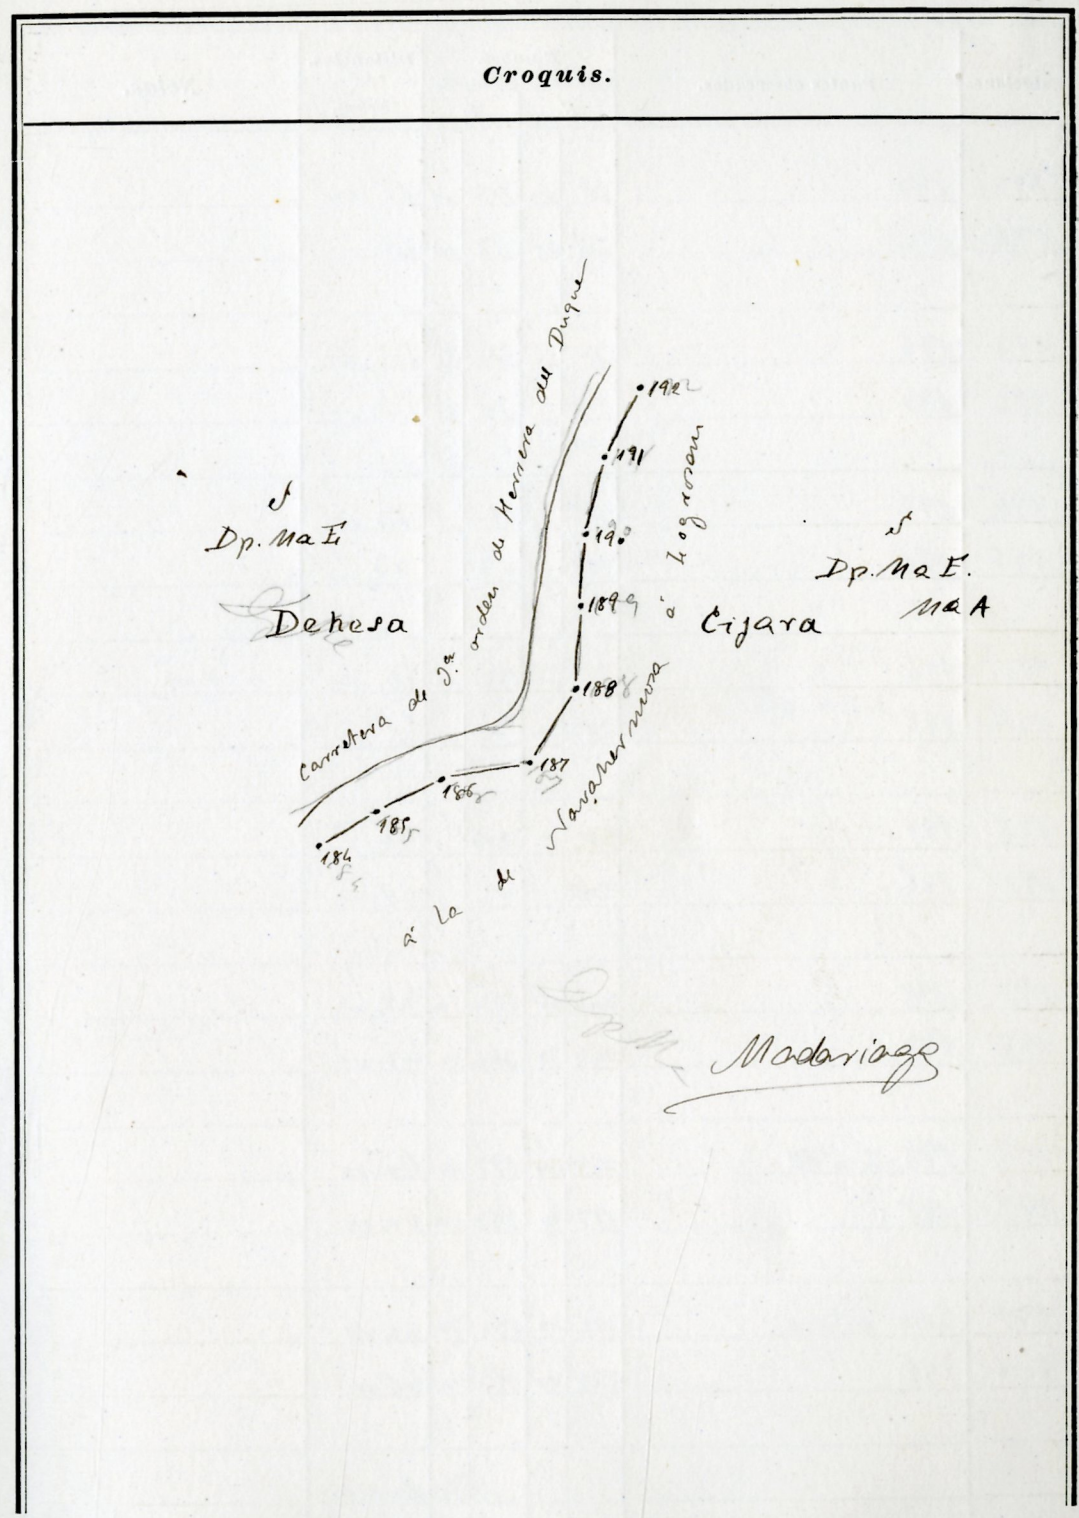 Croquis.
Carretera de 3ª. orden de Herrera del Duque
á la de Navahermosa á Logrosan
192
191
190
189
188
187
186
185
184
Dp. Ma E
Dehesa
Dp. Ma E.
Ma A
Cijara
Madariaga